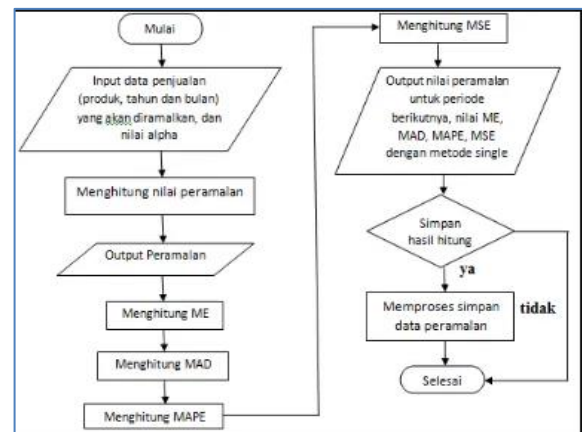 Mulai
Input data penjualan
(produk, tahun dan bulan)
yang akan diramalkan, dan
nilai alpha
Menghitung nilai peramalan
Output Peramalan
Menghitung ME
Menghitung MAD
Menghitung MAPE
Menghitung MSE
Output nilai peramalan
untuk periode
berikutnya, nilai ME,
MAD, MAPE, MSE
dengan metode single
Simpan
hasil hitung
ya
tidak
Memproses simpan
data peramalan
Selesai